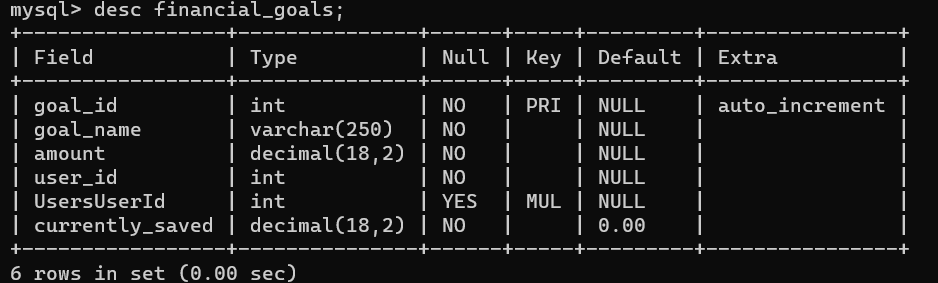 mysql> desc financial_goals;
+-----------------+---------------+------+-----+---------+----------------+
| Field           | Type          | Null | Key | Default | Extra          |
+-----------------+---------------+------+-----+---------+----------------+
| goal_id         | int           | NO   | PRI | NULL    | auto_increment |
| goal_name       | varchar(250)  | NO   |     | NULL    |                |
| amount          | decimal(18,2) | NO   |     | NULL    |                |
| user_id         | int           | NO   |     | NULL    |                |
| UsersUserId     | int           | YES  | MUL | NULL    |                |
| currently_saved | decimal(18,2) | NO   |     | 0.00    |                |
+-----------------+---------------+------+-----+---------+----------------+
6 rows in set (0.00 sec)